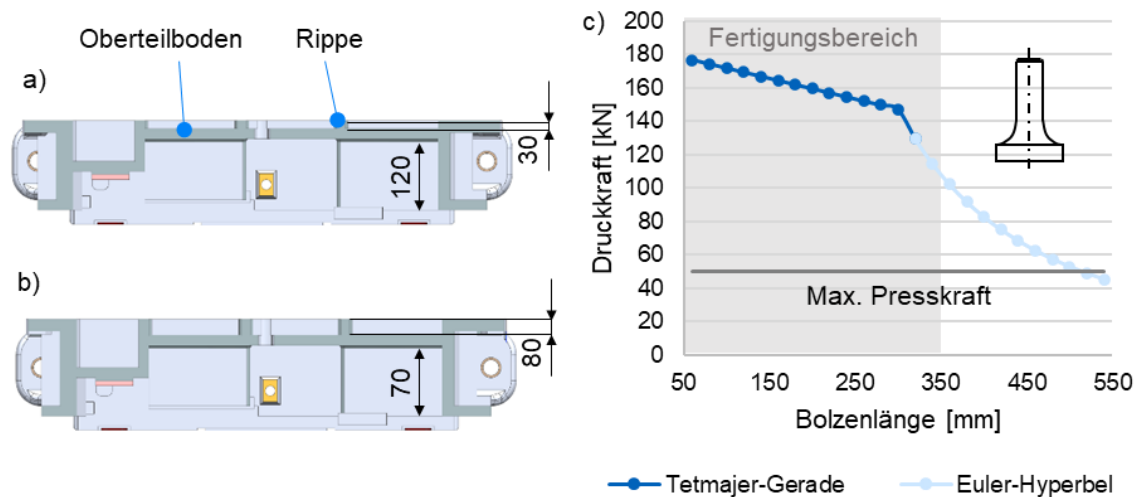 a)
Oberteilboden
Rippe
30
120
b)
80
70
c)
Druckkraft [kN]
200
180
160
140
120
100
80
60
40
20
0
Fertigungsbereich
Max. Presskraft
50
150
250
350
450
550
Bolzenlänge [mm]
Tetmajer-Gerade
Euler-Hyperbel